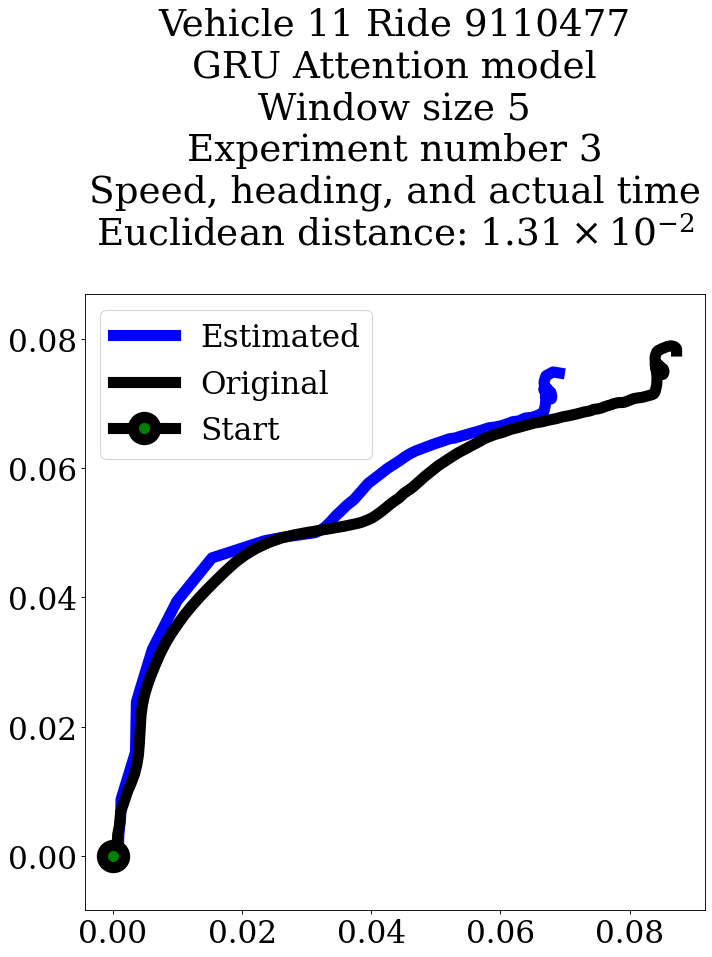 Vehicle 11 Ride 9110477
GRU Attention model
Window size 5
Experiment number 3
Speed, heading, and actual time
Euclidean distance: 1.31 × 10⁻²
Estimated
Original
Start
0.08
0.06
0.04
0.02
0.00
0.00 0.02 0.04 0.06 0.08